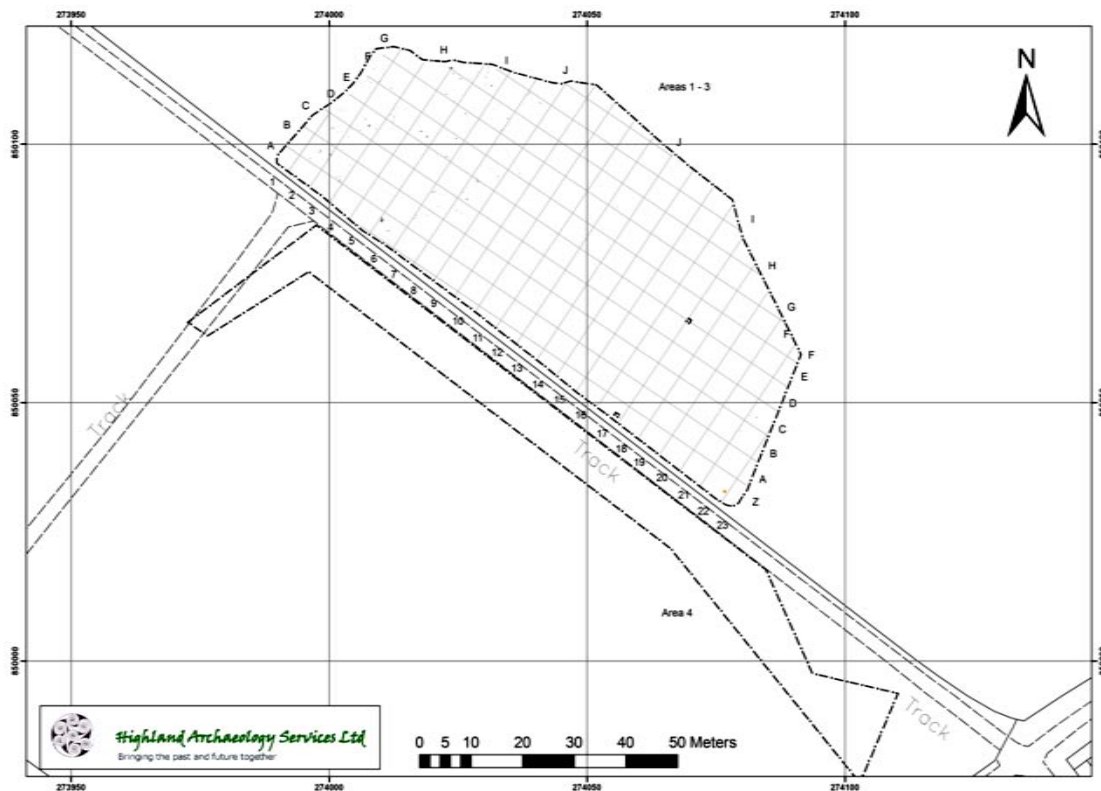 273950 274000 274050 274100
G
H
F
I
E
J
D
Areas 1 - 3
N
C
B
850100
A
J
1
2
3
4
5
6
7
8
9
10
11
12
13
14
15
16
17
18
19
20
21
22
23
I
H
G
F
F
E
D
C
B
A
Z
850050
Track
Track
Area 4
850000
Track
Highland Archaeology Services Ltd
Bringing the past and future together
0 5 10 20 30 40 50 Meters
273950 274000 274050 274100